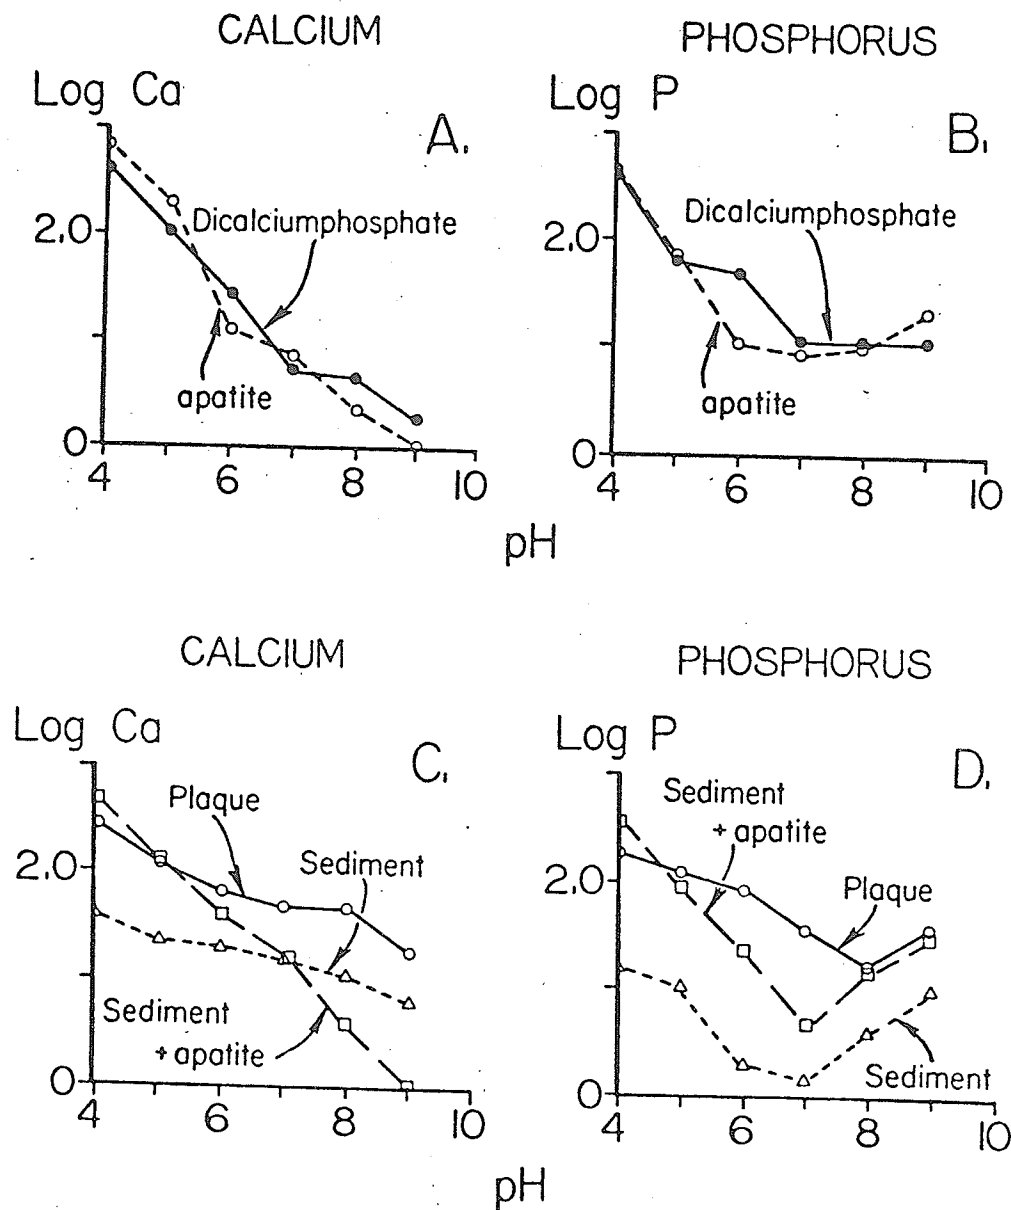 CALCIUM
PHOSPHORUS
Log Ca
Log P
A.
B.
2.0
Dicalciumphosphate
2.0
Dicalciumphosphate
apatite
apatite
0
0
4 6 8 10
4 6 8 10
pH
CALCIUM
PHOSPHORUS
Log Ca
Log P
C.
D.
Plaque
Sediment
+ apatite
2.0
Sediment
2.0
Plaque
Sediment
+ apatite
Sediment
0
0
4 6 8 10
4 6 8 10
pH